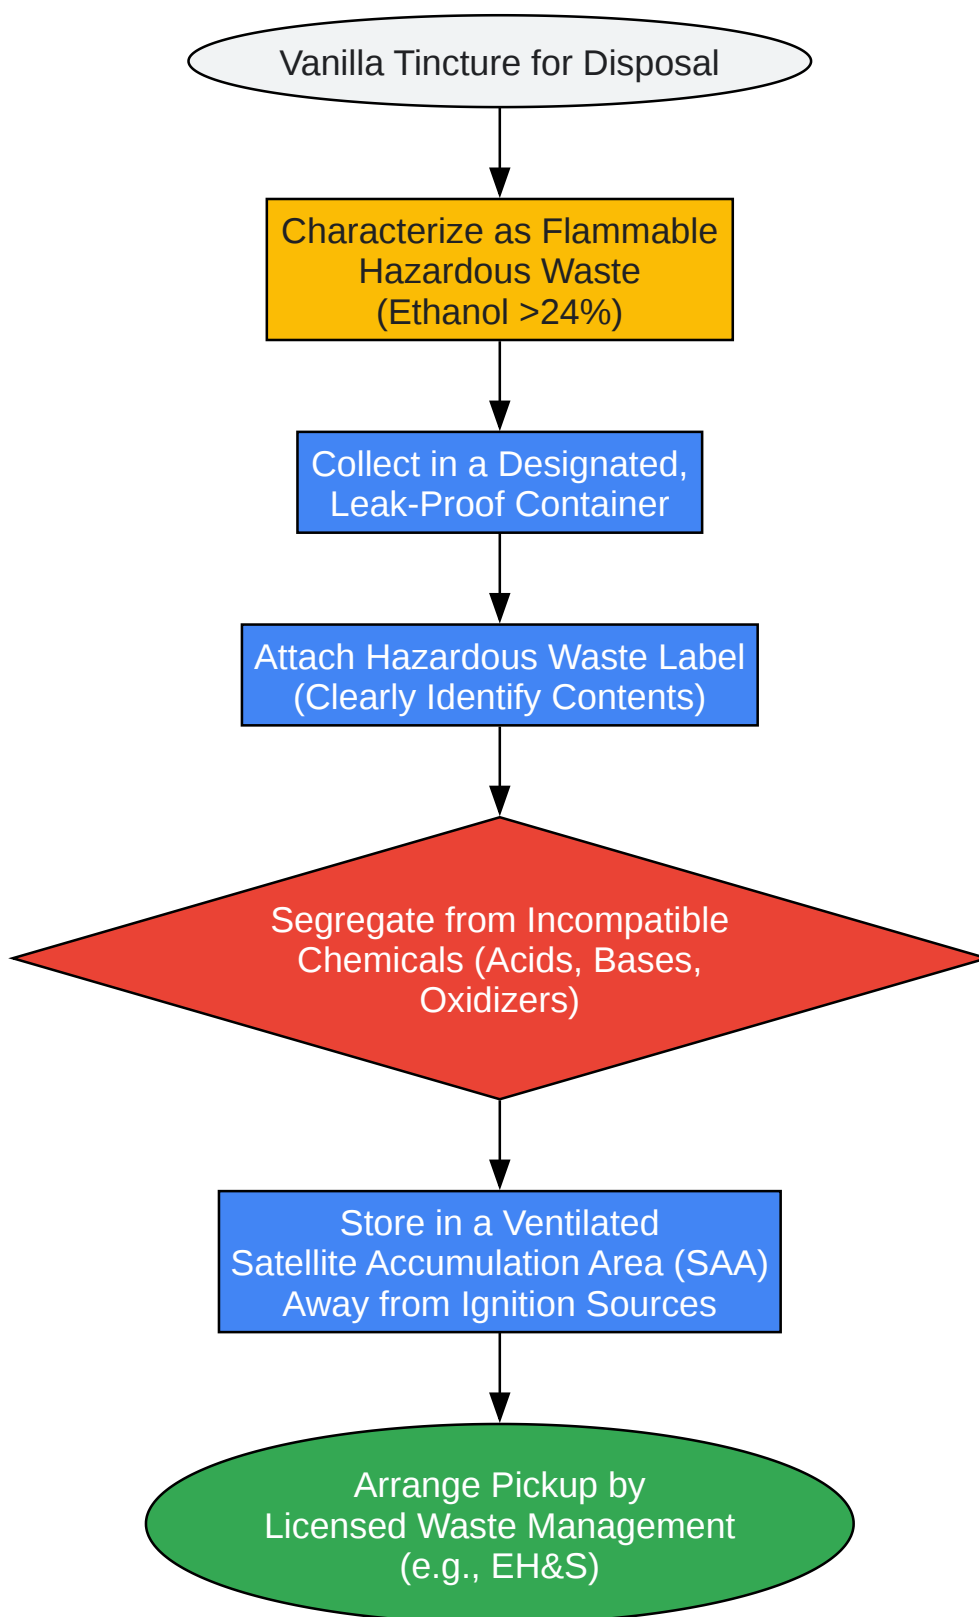 Vanilla Tincture for Disposal
Characterize as Flammable
Hazardous Waste
(Ethanol >24%)
Collect in a Designated,
Leak-Proof Container
Attach Hazardous Waste Label
(Clearly Identify Contents)
Segregate from Incompatible
Chemicals (Acids, Bases,
Oxidizers)
Store in a Ventilated
Satellite Accumulation Area (SAA)
Away from Ignition Sources
Arrange Pickup by
Licensed Waste Management
(e.g., EH&S)